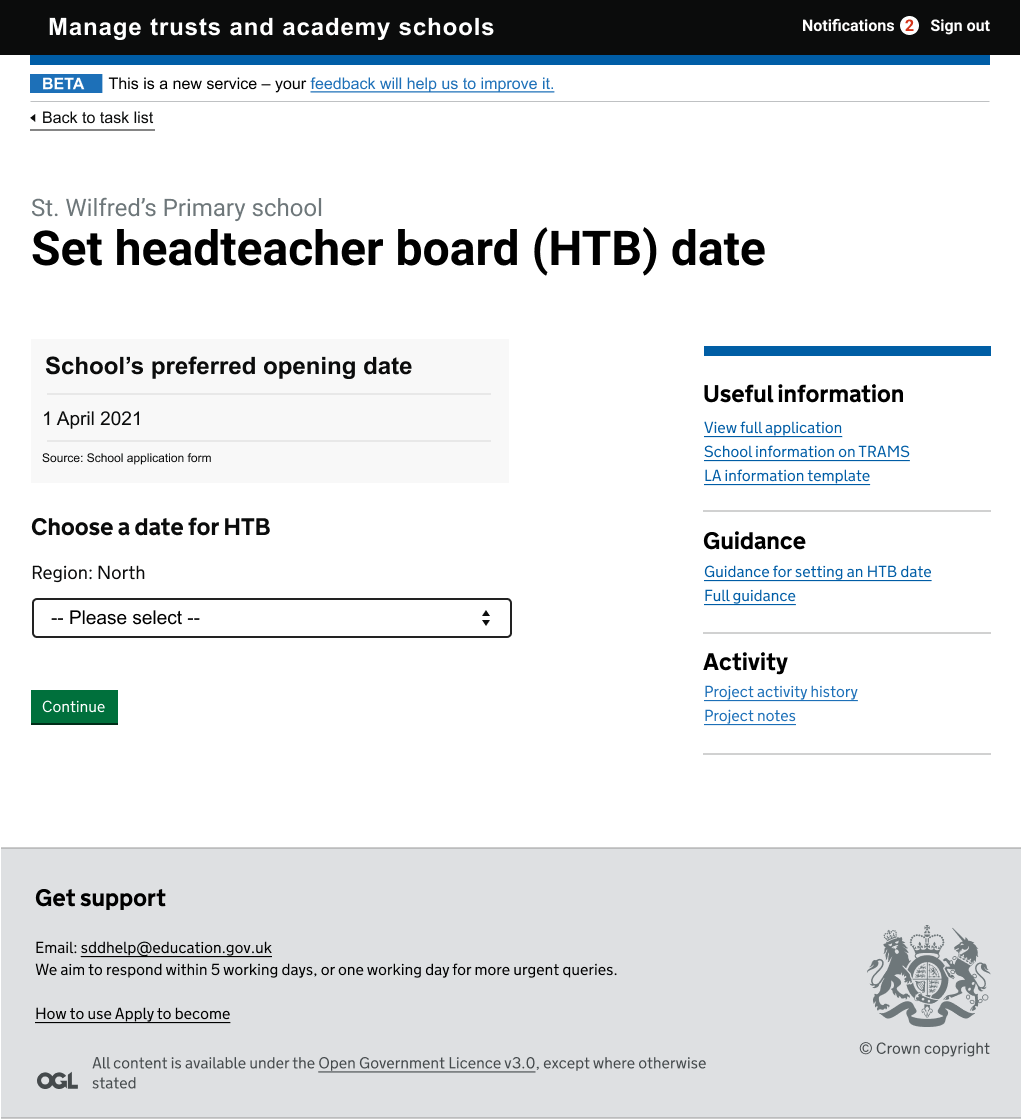 Manage trusts and academy schools
Notifications 2 Sign out
BETA This is a new service – your feedback will help us to improve it.
Back to task list
St. Wilfred’s Primary school
Set headteacher board (HTB) date
School’s preferred opening date
1 April 2021
Source: School application form
Choose a date for HTB
Region: North
-- Please select --
Continue
Useful information
View full application
School information on TRAMS
LA information template
Guidance
Guidance for setting an HTB date
Full guidance
Activity
Project activity history
Project notes
Get support
Email: sddhelp@education.gov.uk
We aim to respond within 5 working days, or one working day for more urgent queries.
How to use Apply to become
OGL
All content is available under the Open Government Licence v3.0, except where otherwise
stated
© Crown copyright